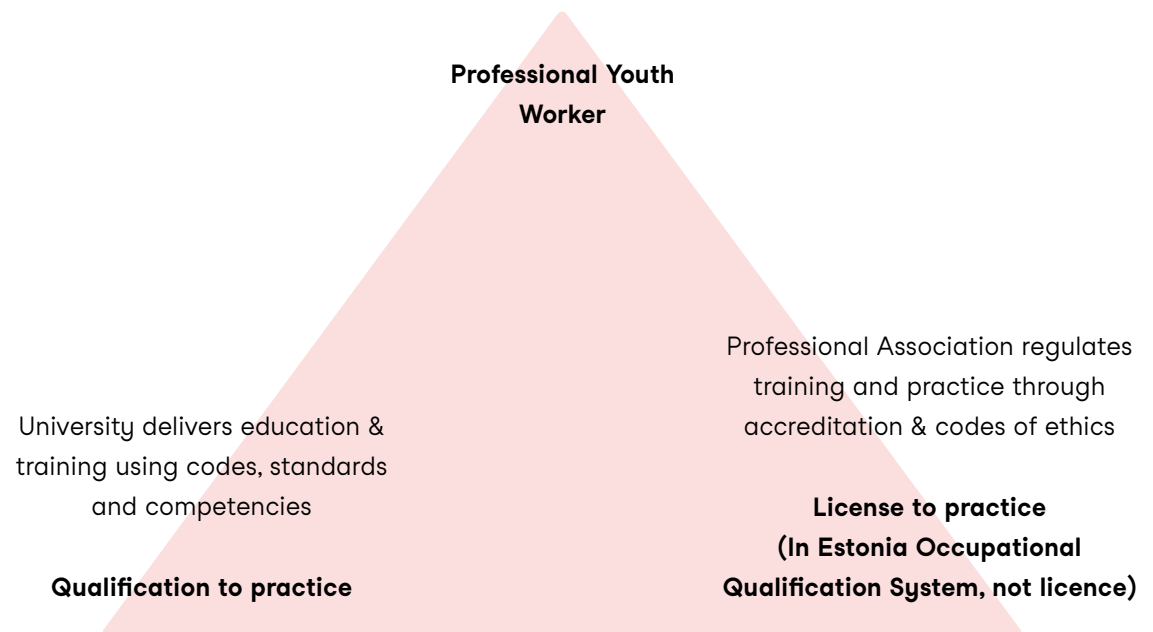 Professional Youth
Worker
University delivers education &
training using codes, standards
and competencies
Qualification to practice
Professional Association regulates
training and practice through
accreditation & codes of ethics
License to practice
(In Estonia Occupational
Qualification System, not licence)